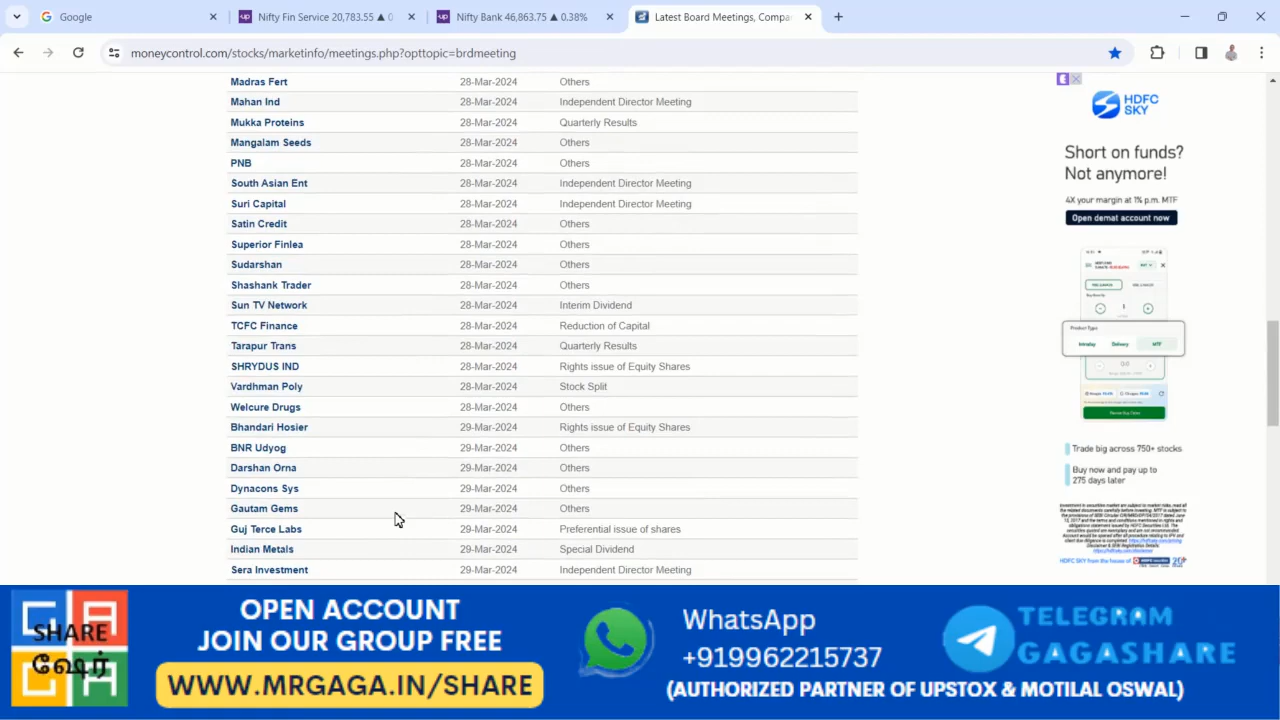 Google
Nifty Fin Service 20,783.55 ▲ 0
Nifty Bank 46,863.75 ▲ 0.38%
Latest Board Meetings, Compa
moneycontrol.com/stocks/marketinfo/meetings.php?opttopic=brdmeeting
Madras Fert 28-Mar-2024 Others
Mahan Ind 28-Mar-2024 Independent Director Meeting
Mukka Proteins 28-Mar-2024 Quarterly Results
Mangalam Seeds 28-Mar-2024 Others
PNB 28-Mar-2024 Others
South Asian Ent 28-Mar-2024 Independent Director Meeting
Suri Capital 28-Mar-2024 Independent Director Meeting
Satin Credit 28-Mar-2024 Others
Superior Finlea 28-Mar-2024 Others
Sudarshan 28-Mar-2024 Others
Shashank Trader 28-Mar-2024 Others
Sun TV Network 28-Mar-2024 Interim Dividend
TCFC Finance 28-Mar-2024 Reduction of Capital
Tarapur Trans 28-Mar-2024 Quarterly Results
SHRYDUS IND 28-Mar-2024 Rights issue of Equity Shares
Vardhman Poly 28-Mar-2024 Stock Split
Welcure Drugs 28-Mar-2024 Others
Bhandari Hosier 28-Mar-2024 Rights issue of Equity Shares
BNR Udyog 29-Mar-2024 Others
Darshan Orna 29-Mar-2024 Others
Dynacons Sys 29-Mar-2024 Others
Gautam Gems 29-Mar-2024 Others
Guj Terce Labs 29-Mar-2024 Preferential issue of shares
Indian Metals 29-Mar-2024 Special Dividend
Sera Investment 29-Mar-2024 Independent Director Meeting
HDFC
SKY
Short on funds?
Not anymore!
4X your margin at 1% p.m. MTF
Open demat account now
Product Type
Intraday Delivery MTF
Trade big across 750+ stocks
Buy now and pay up to
275 days later
HDFC SKY from the house of
GAGA
SHARE
ஷேர்
OPEN ACCOUNT
JOIN OUR GROUP FREE
WWW.MRGAGA.IN/SHARE
WhatsApp
+919962215737
TELEGRAM
GAGASHARE
(AUTHORIZED PARTNER OF UPSTOX & MOTILAL OSWAL)